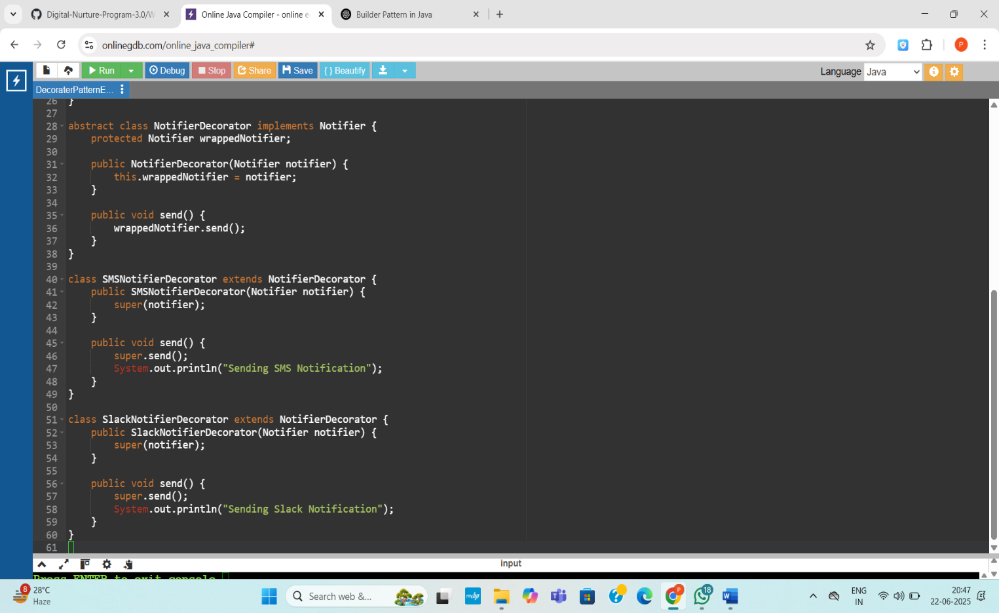 Digital-Nurture-Program-3.0/W
Online Java Compiler - online e
Builder Pattern in Java
onlinegdb.com/online_java_compiler#
P
Run
Debug
Stop
Share
Save
{ } Beautify
Language
Java
DecoraterPatternE...
26 }
27
28 abstract class NotifierDecorator implements Notifier {
29     protected Notifier wrappedNotifier;
30
31     public NotifierDecorator(Notifier notifier) {
32         this.wrappedNotifier = notifier;
33     }
34
35     public void send() {
36         wrappedNotifier.send();
37     }
38 }
39
40 class SMSNotifierDecorator extends NotifierDecorator {
41     public SMSNotifierDecorator(Notifier notifier) {
42         super(notifier);
43     }
44
45     public void send() {
46         super.send();
47         System.out.println("Sending SMS Notification");
48     }
49 }
50
51 class SlackNotifierDecorator extends NotifierDecorator {
52     public SlackNotifierDecorator(Notifier notifier) {
53         super(notifier);
54     }
55
56     public void send() {
57         super.send();
58         System.out.println("Sending Slack Notification");
59     }
60 }
61
input
Press ENTER to exit console.
8
28°C
Haze
Search web &...
myhp
P
18
ENG
IN
20:47
22-06-2025